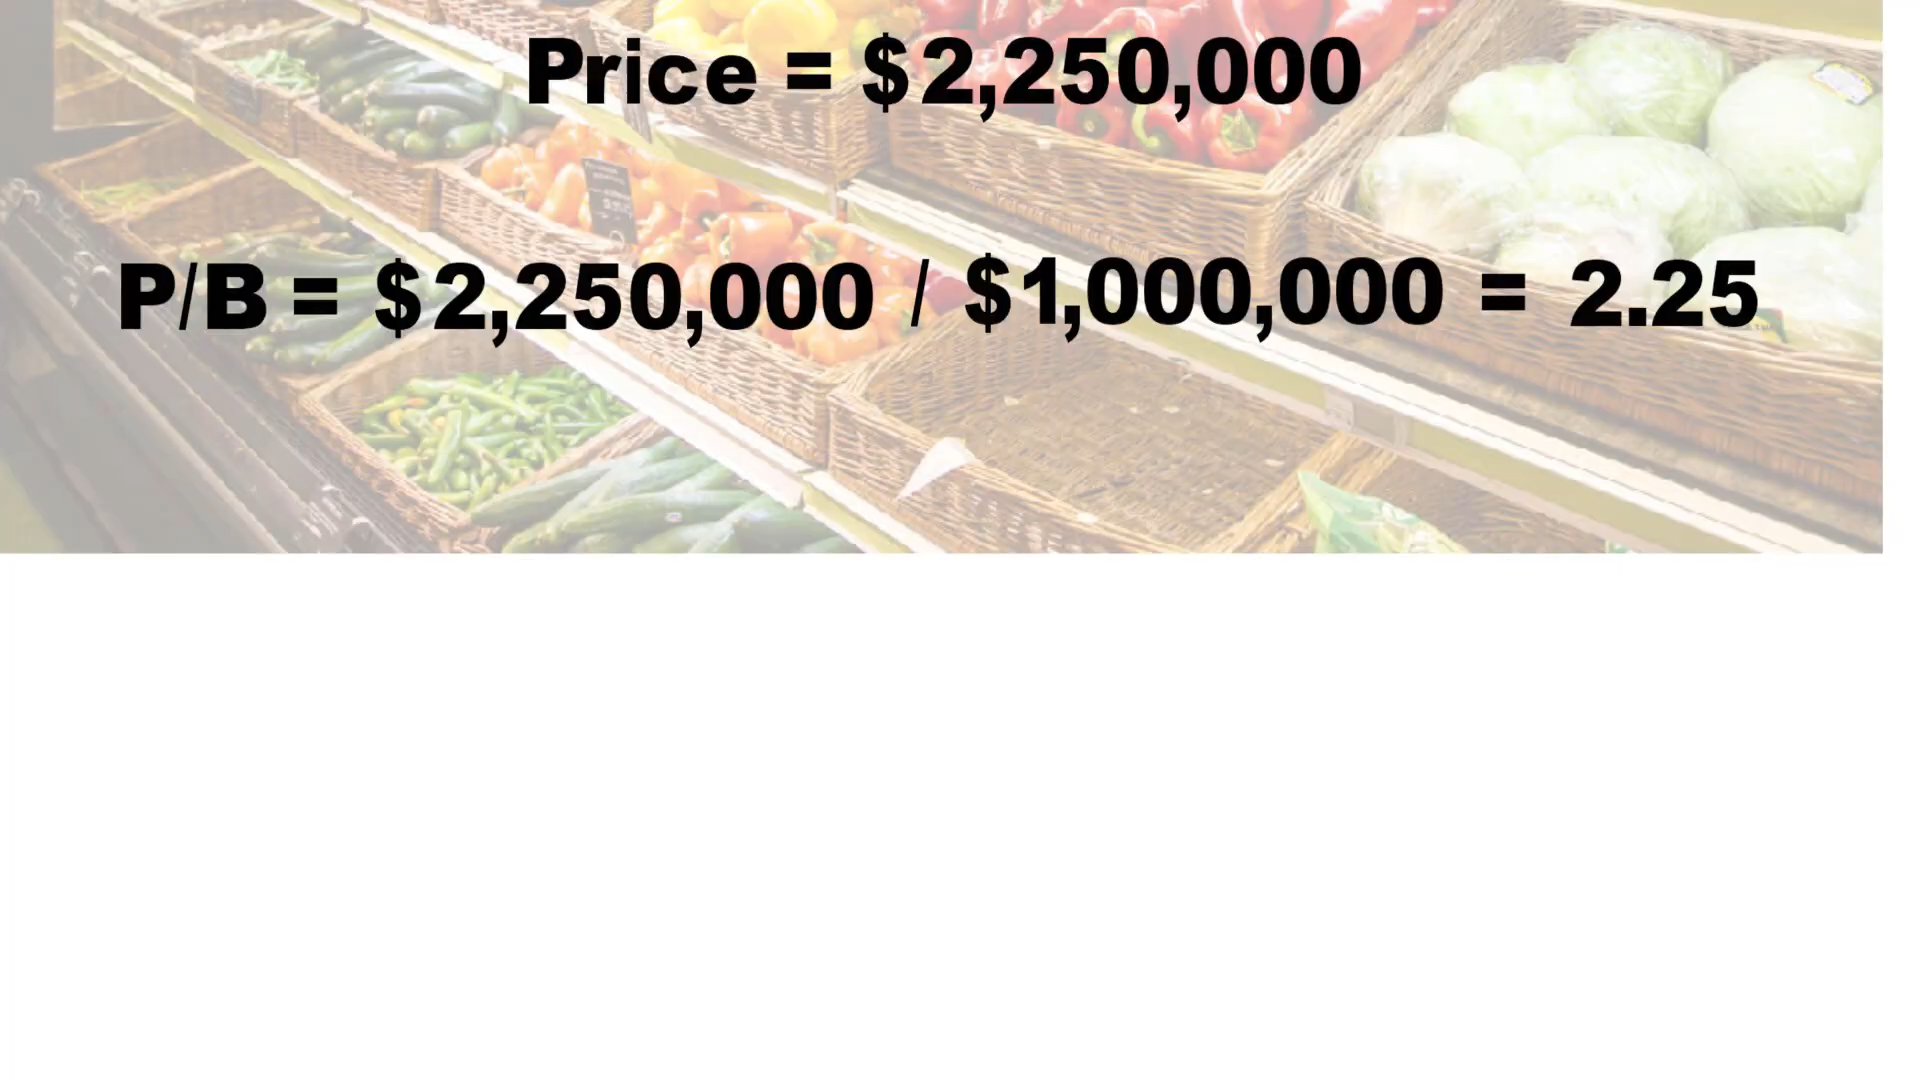 Price = $2,250,000
P/B = $2,250,000 / $1,000,000 = 2.25